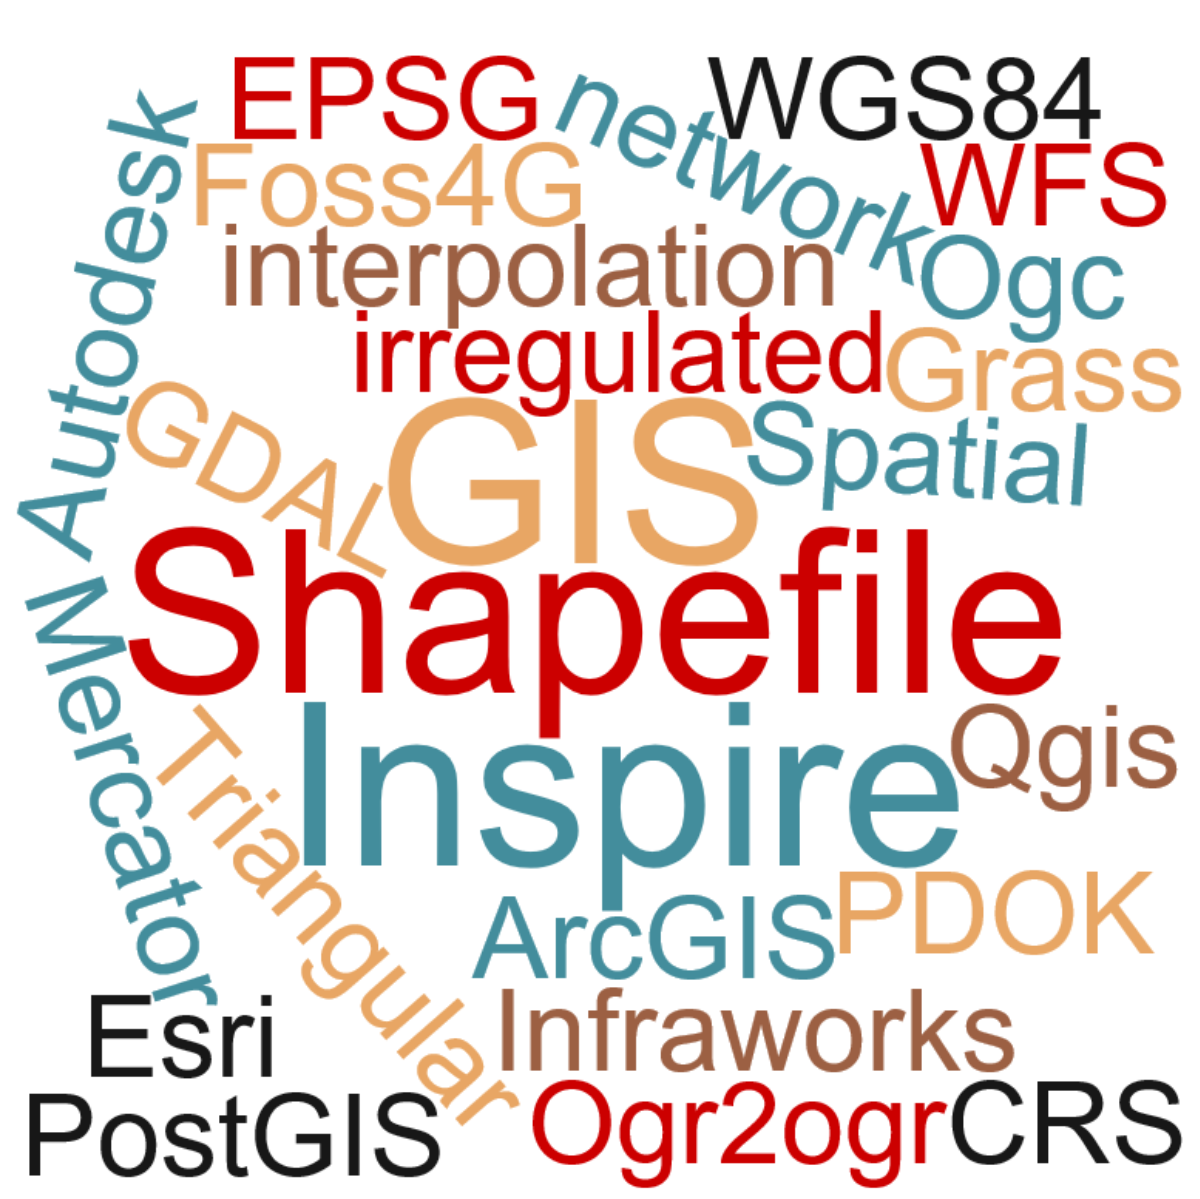 EPSG
network
WGS84
Autodesk
Foss4G
WFS
interpolation
Ogc
irregulated
Grass
GDAL
GIS
Spatial
Shapefile
Mercator
Inspire
Qgis
Triangular
ArcGIS
PDOK
Esri
Infraworks
PostGIS
Ogr2ogr
CRS